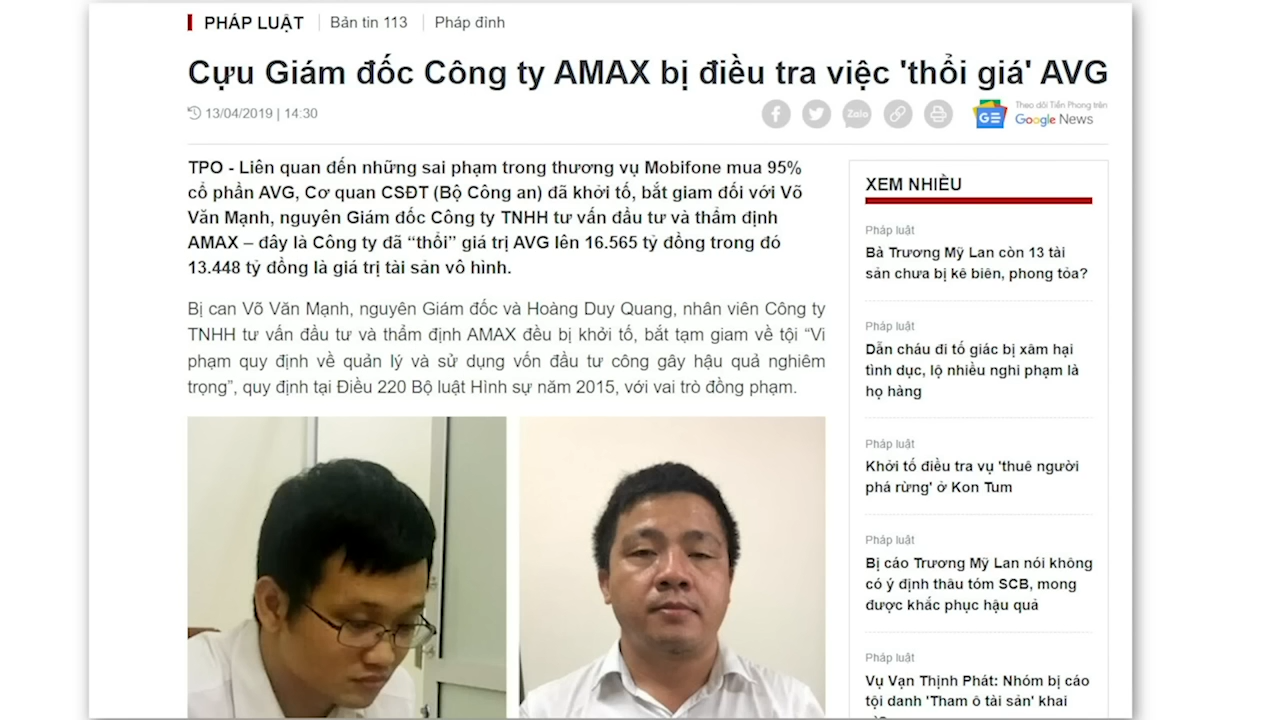 PHÁP LUẬT
Bản tin 113
Pháp đình
Cựu Giám đốc Công ty AMAX bị điều tra việc 'thổi giá' AVG
13/04/2019 | 14:30
Zalo
Theo dõi Tiền Phong trên
GE Google News
TPO - Liên quan đến những sai phạm trong thương vụ Mobifone mua 95%
cổ phần AVG, Cơ quan CSĐT (Bộ Công an) đã khởi tố, bắt giam đối với Võ
Văn Mạnh, nguyên Giám đốc Công ty TNHH tư vấn đầu tư và thẩm định
AMAX – đây là Công ty đã “thổi” giá trị AVG lên 16.565 tỷ đồng trong đó
13.448 tỷ đồng là giá trị tài sản vô hình.
Bị can Võ Văn Mạnh, nguyên Giám đốc và Hoàng Duy Quang, nhân viên Công ty
TNHH tư vấn đầu tư và thẩm định AMAX đều bị khởi tố, bắt tạm giam về tội “Vi
phạm quy định về quản lý và sử dụng vốn đầu tư công gây hậu quả nghiêm
trọng”, quy định tại Điều 220 Bộ luật Hình sự năm 2015, với vai trò đồng phạm.
XEM NHIỀU
Pháp luật
Bà Trương Mỹ Lan còn 13 tài
sản chưa bị kê biên, phong tỏa?
Pháp luật
Dẫn cháu đi tố giác bị xâm hại
tình dục, lộ nhiều nghi phạm là
họ hàng
Pháp luật
Khởi tố điều tra vụ 'thuê người
phá rừng' ở Kon Tum
Pháp luật
Bị cáo Trương Mỹ Lan nói không
có ý định thâu tóm SCB, mong
được khắc phục hậu quả
Pháp luật
Vụ Vạn Thịnh Phát: Nhóm bị cáo
tội danh 'Tham ô tài sản' khai